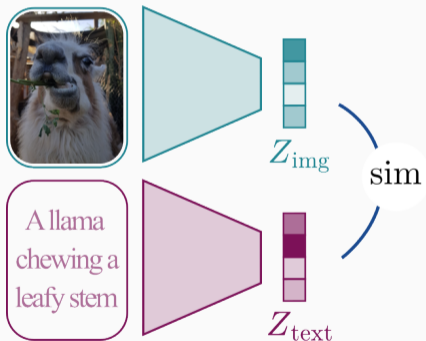 Z_img
sim
A llama
chewing a
leafy stem
Z_text